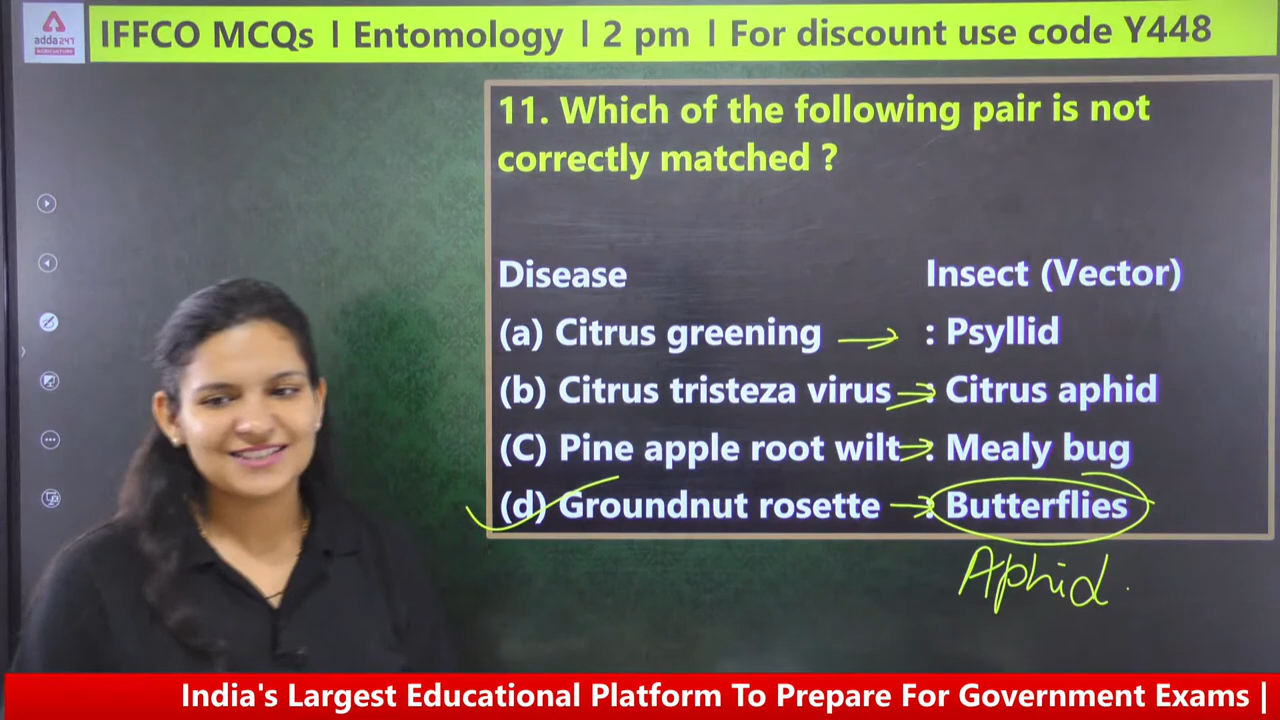 adda247
AGRICULTURE
IFFCO MCQs I Entomology I 2 pm I For discount use code Y448
11. Which of the following pair is not
correctly matched ?
Disease Insect (Vector)
(a) Citrus greening : Psyllid
(b) Citrus tristeza virus : Citrus aphid
(C) Pine apple root wilt : Mealy bug
(d) Groundnut rosette : Butterflies
Aphid.
India's Largest Educational Platform To Prepare For Government Exams |